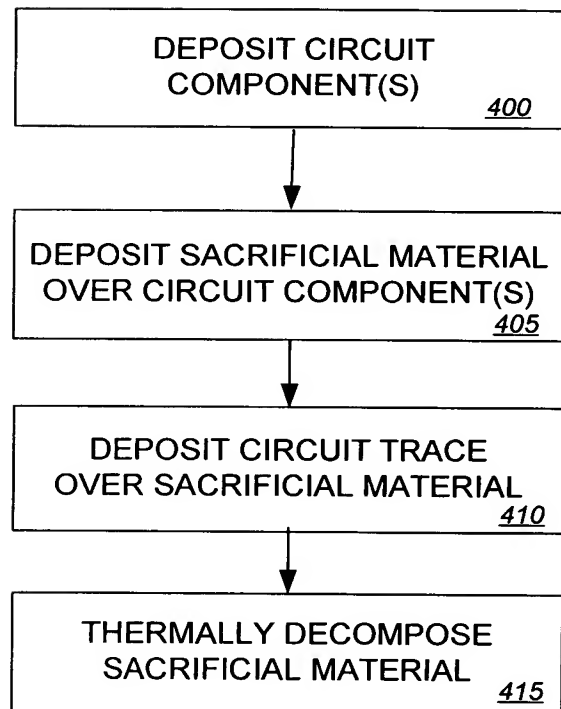 DEPOSIT CIRCUIT
COMPONENT(S)
400
DEPOSIT SACRIFICIAL MATERIAL
OVER CIRCUIT COMPONENT(S)
405
DEPOSIT CIRCUIT TRACE
OVER SACRIFICIAL MATERIAL
410
THERMALLY DECOMPOSE
SACRIFICIAL MATERIAL
415